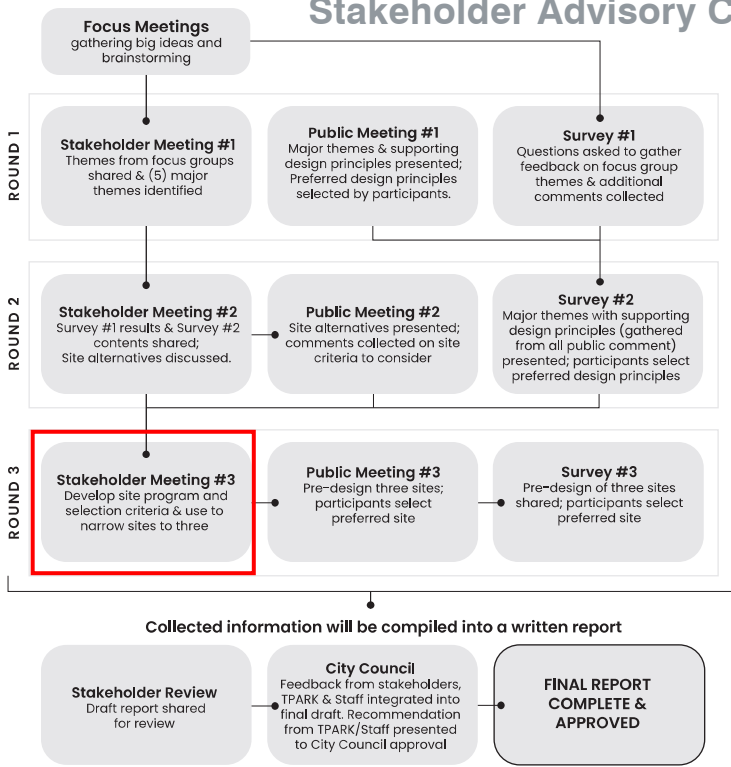 Stakeholder Advisory C
Focus Meetings
gathering big ideas and
brainstorming
ROUND 1
Stakeholder Meeting #1
Themes from focus groups
shared & (5) major
themes identified
Public Meeting #1
Major themes & supporting
design principles presented;
Preferred design principles
selected by participants.
Survey #1
Questions asked to gather
feedback on focus group
themes & additional
comments collected
ROUND 2
Stakeholder Meeting #2
Survey #1 results & Survey #2
contents shared;
Site alternatives discussed.
Public Meeting #2
Site alternatives presented;
comments collected on site
criteria to consider
Survey #2
Major themes with supporting
design principles (gathered
from all public comment)
presented; participants select
preferred design principles
ROUND 3
Stakeholder Meeting #3
Develop site program and
selection criteria & use to
narrow sites to three
Public Meeting #3
Pre-design three sites;
participants select
preferred site
Survey #3
Pre-design of three sites
shared; participants select
preferred site
Collected information will be compiled into a written report
Stakeholder Review
Draft report shared
for review
City Council
Feedback from stakeholders,
TPARK & Staff integrated into
final draft. Recommendation
from TPARK/Staff presented
to City Council approval
FINAL REPORT
COMPLETE &
APPROVED